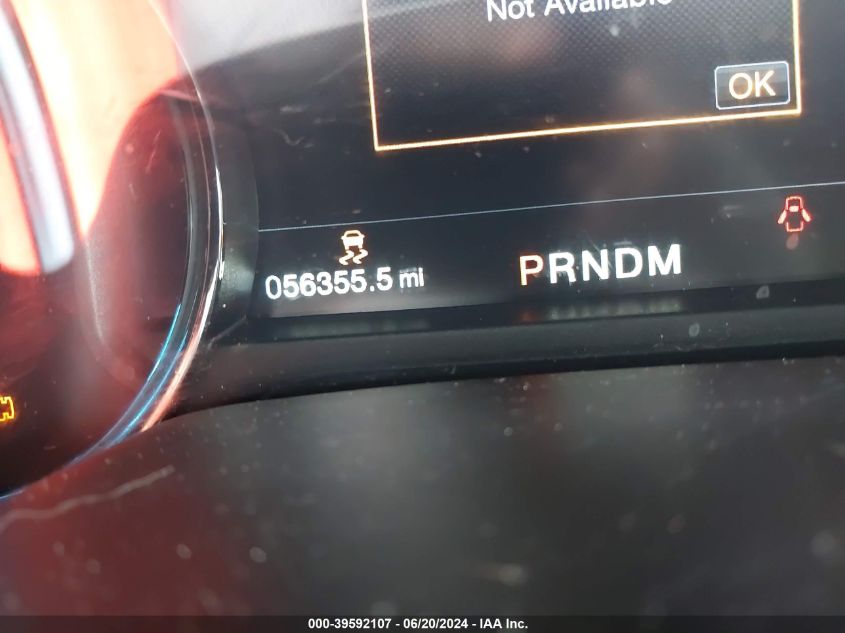 Not Available
OK
056355.5 mi
PRNDM
000-39592107 - 06/20/2024 - IAA Inc.